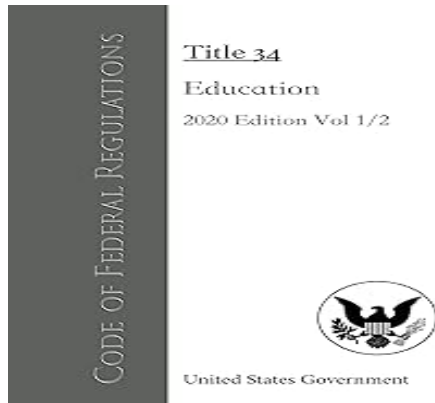 CODE OF FEDERAL REGULATIONS
Title 34
Education
2020 Edition Vol 1/2
United States Government